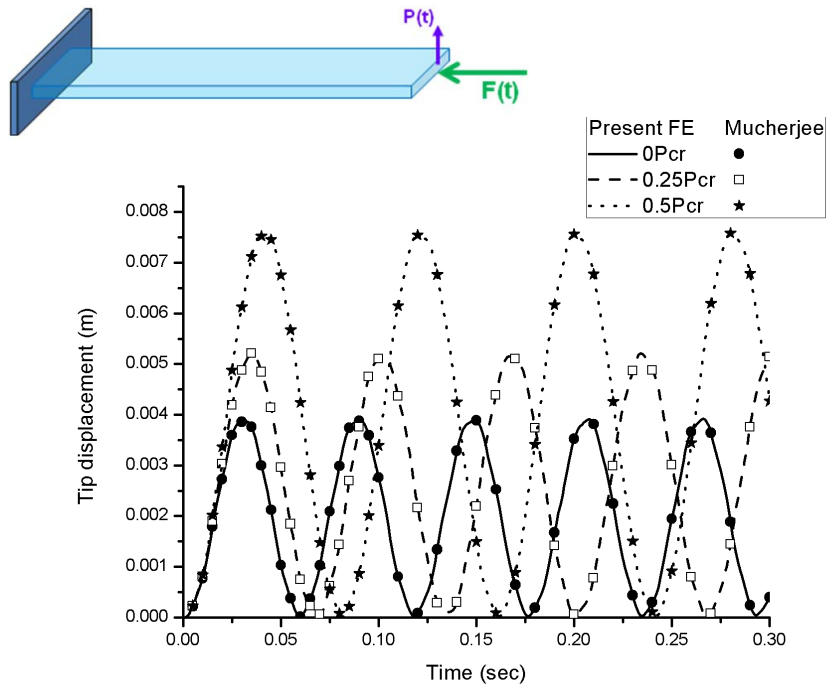 P(t)
F(t)
Present FE Mucherjee
0Pcr
0.25Pcr
0.5Pcr
0.008
0.007
0.006
0.005
0.004
0.003
0.002
0.001
0.000
Tip displacement (m)
0.00 0.05 0.10 0.15 0.20 0.25 0.30
Time (sec)